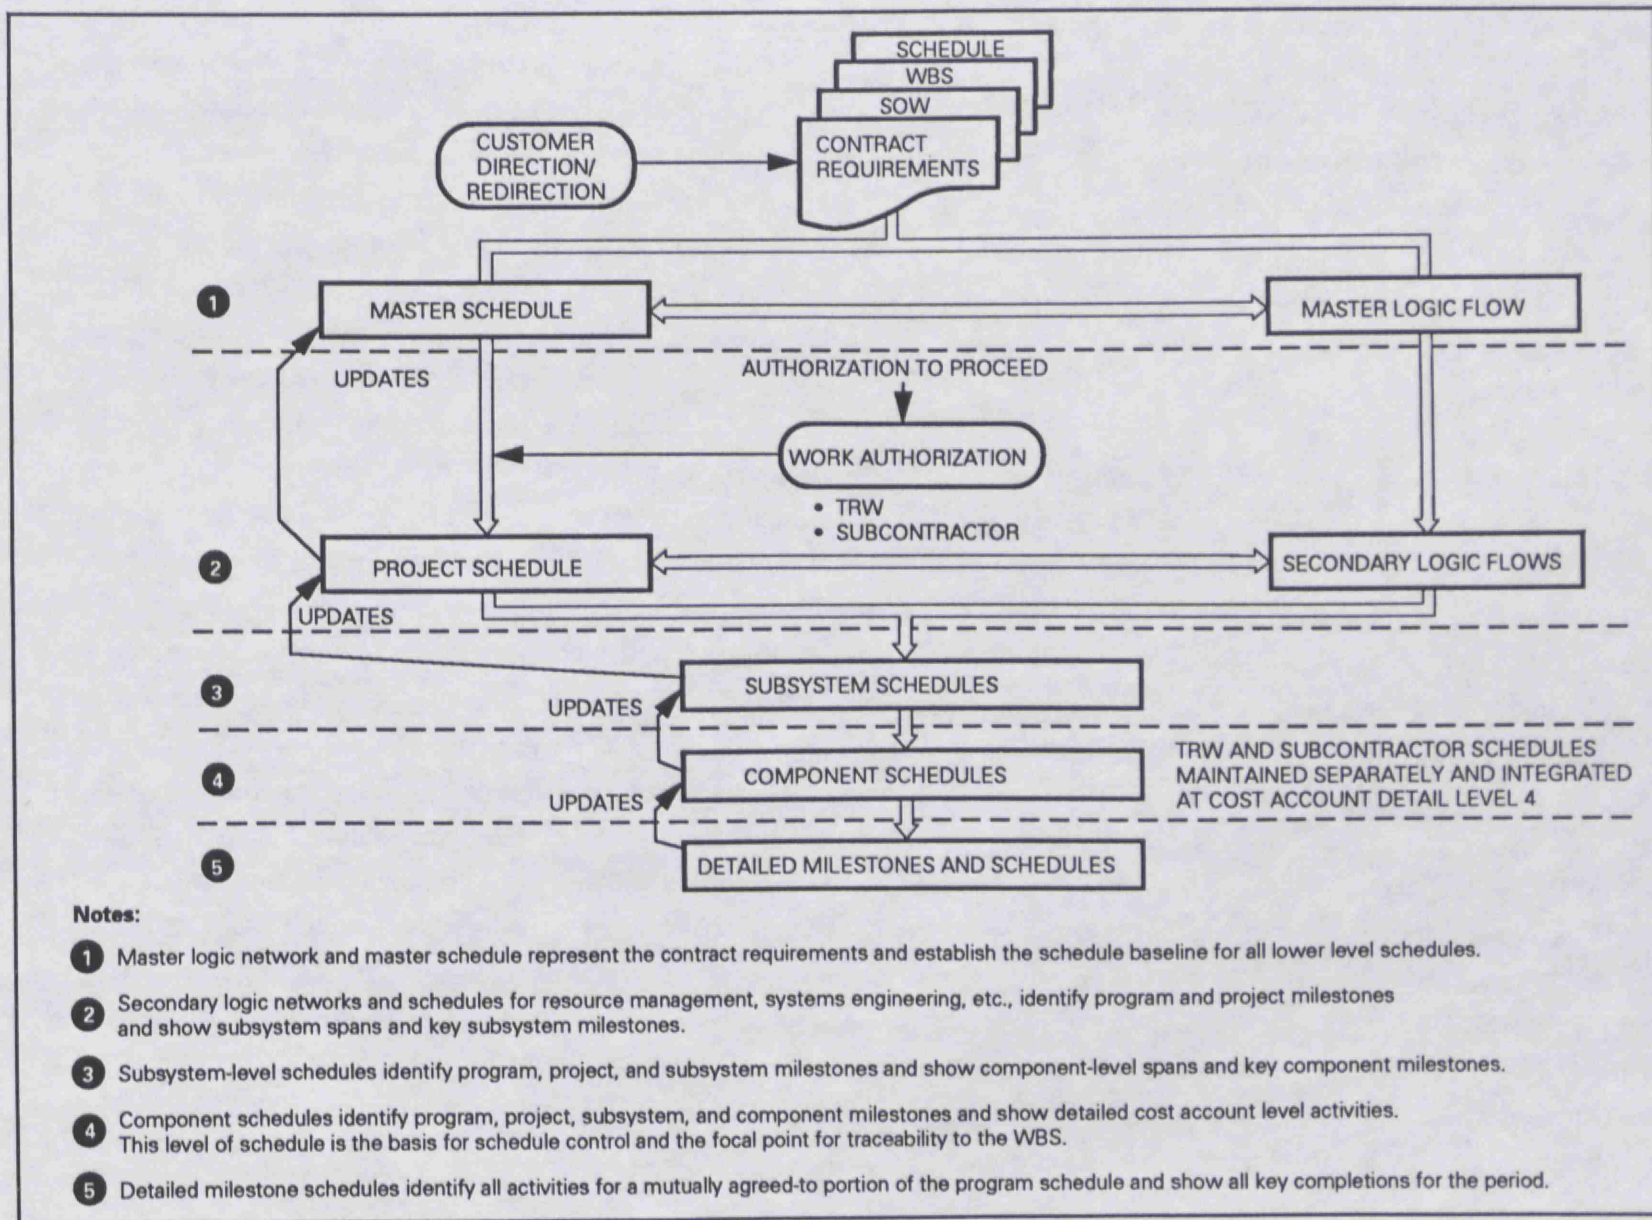 SCHEDULE
WBS
SOW
CONTRACT
REQUIREMENTS
CUSTOMER
DIRECTION/
REDIRECTION
1
MASTER SCHEDULE
MASTER LOGIC FLOW
UPDATES
AUTHORIZATION TO PROCEED
WORK AUTHORIZATION
• TRW
• SUBCONTRACTOR
2
PROJECT SCHEDULE
SECONDARY LOGIC FLOWS
UPDATES
3
SUBSYSTEM SCHEDULES
UPDATES
4
COMPONENT SCHEDULES
TRW AND SUBCONTRACTOR SCHEDULES
MAINTAINED SEPARATELY AND INTEGRATED
AT COST ACCOUNT DETAIL LEVEL 4
UPDATES
5
DETAILED MILESTONES AND SCHEDULES
Notes:
1 Master logic network and master schedule represent the contract requirements and establish the schedule baseline for all lower level schedules.
2 Secondary logic networks and schedules for resource management, systems engineering, etc., identify program and project milestones
and show subsystem spans and key subsystem milestones.
3 Subsystem-level schedules identify program, project, and subsystem milestones and show component-level spans and key component milestones.
4 Component schedules identify program, project, subsystem, and component milestones and show detailed cost account level activities.
This level of schedule is the basis for schedule control and the focal point for traceability to the WBS.
5 Detailed milestone schedules identify all activities for a mutually agreed-to portion of the program schedule and show all key completions for the period.